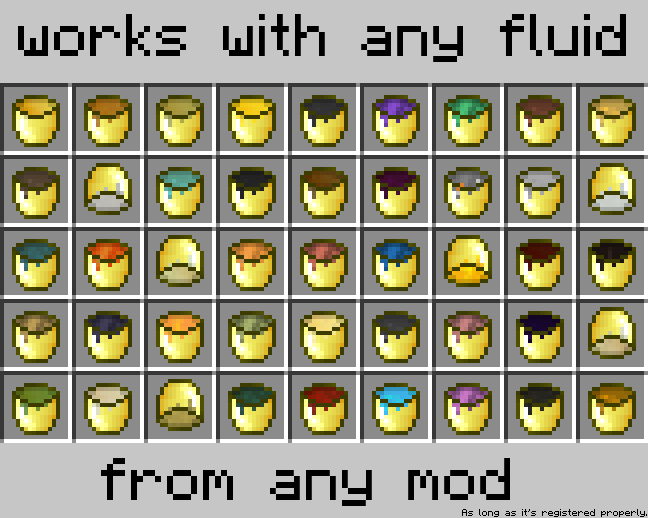 works with any fluid
from any mod
As long as it's registered properly.